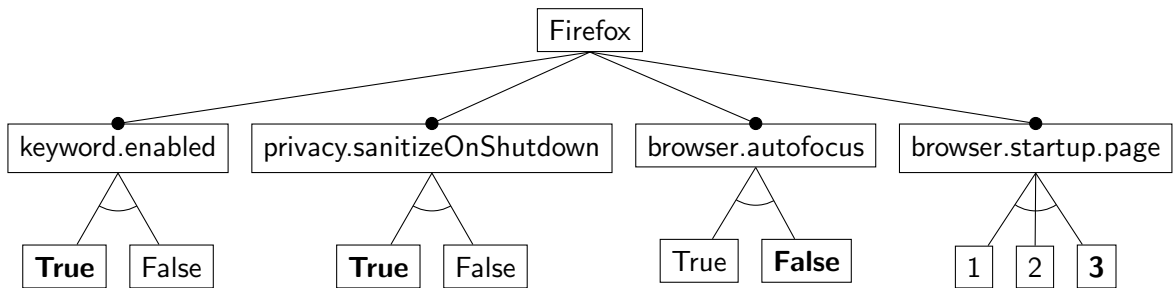 Firefox
keyword.enabled
privacy.sanitizeOnShutdown
browser.autofocus
browser.startup.page
True
False
True
False
True
False
1
2
3